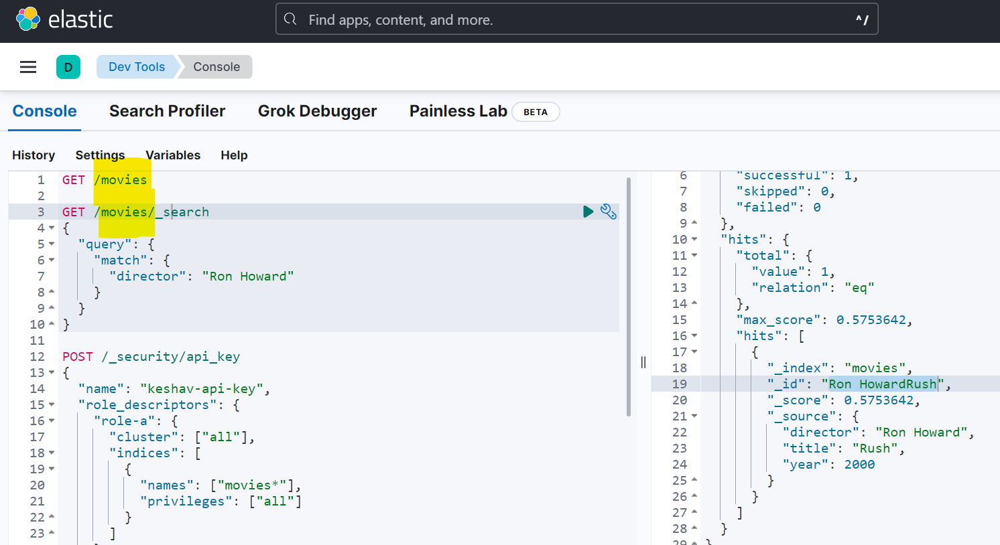 elastic
Find apps, content, and more.
^/
D
Dev Tools
Console
Console
Search Profiler
Grok Debugger
Painless Lab
BETA
History
Settings
Variables
Help
1 GET /movies
2
3 GET /movies/_search
4 {
5 "query": {
6 "match": {
7 "director": "Ron Howard"
8 }
9 }
10 }
11
12 POST /_security/api_key
13 {
14 "name": "keshav-api-key",
15 "role_descriptors": {
16 "role-a": {
17 "cluster": ["all"],
18 "indices": [
19 {
20 "names": ["movies*"],
21 "privileges": ["all"]
22 }
23 ]
6 "successful": 1,
7 "skipped": 0,
8 "failed": 0
9 },
10 "hits": {
11 "total": {
12 "value": 1,
13 "relation": "eq"
14 },
15 "max_score": 0.5753642,
16 "hits": [
17 {
18 "_index": "movies",
19 "_id": "Ron HowardRush",
20 "_score": 0.5753642,
21 "_source": {
22 "director": "Ron Howard",
23 "title": "Rush",
24 "year": 2000
25 }
26 }
27 ]
28 }
29 }